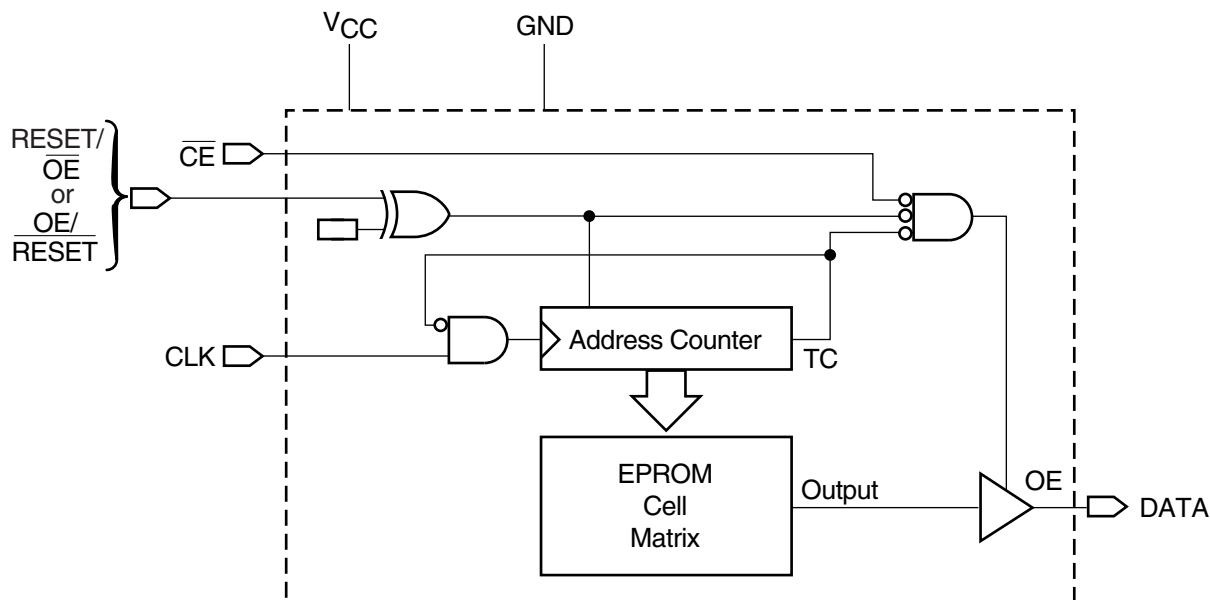 VCC
GND
RESET/
OE
or
OE/
RESET
CE
CLK
Address Counter
TC
EPROM
Cell
Matrix
Output
OE
DATA